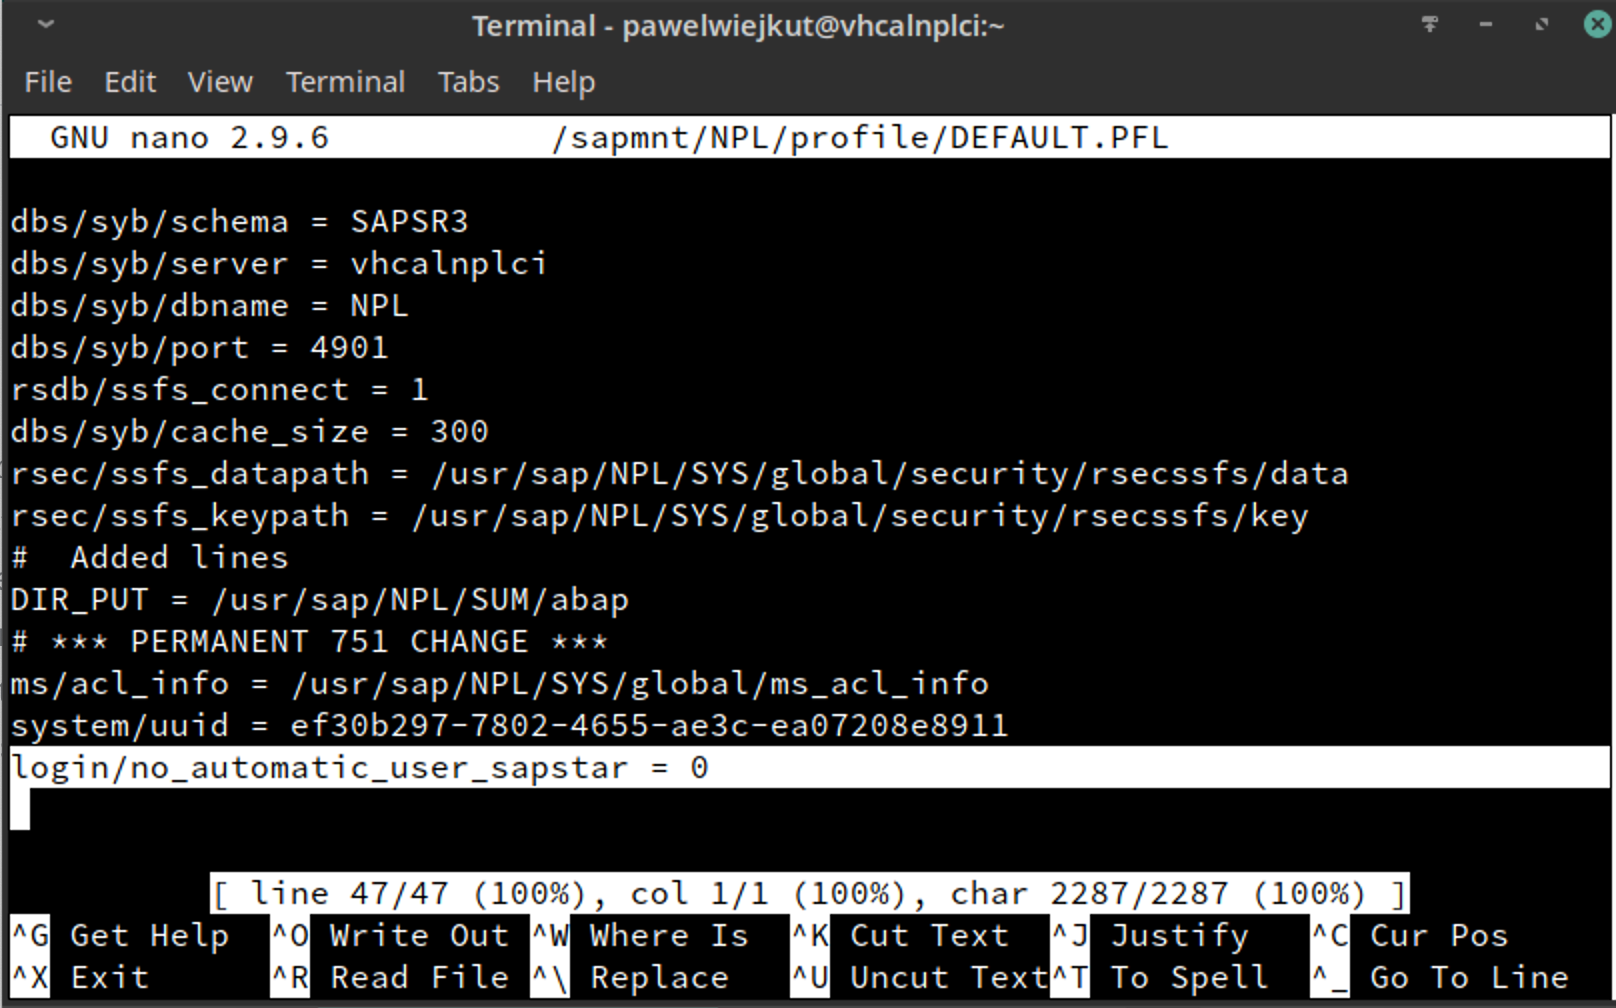 Terminal - pawelwiejkut@vhcalnplci:~
File Edit View Terminal Tabs Help
GNU nano 2.9.6 /sapmnt/NPL/profile/DEFAULT.PFL
dbs/syb/schema = SAPSR3
dbs/syb/server = vhcalnplci
dbs/syb/dbname = NPL
dbs/syb/port = 4901
rsdb/ssfs_connect = 1
dbs/syb/cache_size = 300
rsec/ssfs_datapath = /usr/sap/NPL/SYS/global/security/rsecssfs/data
rsec/ssfs_keypath = /usr/sap/NPL/SYS/global/security/rsecssfs/key
#  Added lines
DIR_PUT = /usr/sap/NPL/SUM/abap
# *** PERMANENT 751 CHANGE ***
ms/acl_info = /usr/sap/NPL/SYS/global/ms_acl_info
system/uuid = ef30b297-7802-4655-ae3c-ea07208e8911
login/no_automatic_user_sapstar = 0
[ line 47/47 (100%), col 1/1 (100%), char 2287/2287 (100%) ]
^G Get Help ^O Write Out ^W Where Is ^K Cut Text ^J Justify ^C Cur Pos
^X Exit ^R Read File ^\ Replace ^U Uncut Text ^T To Spell ^_ Go To Line